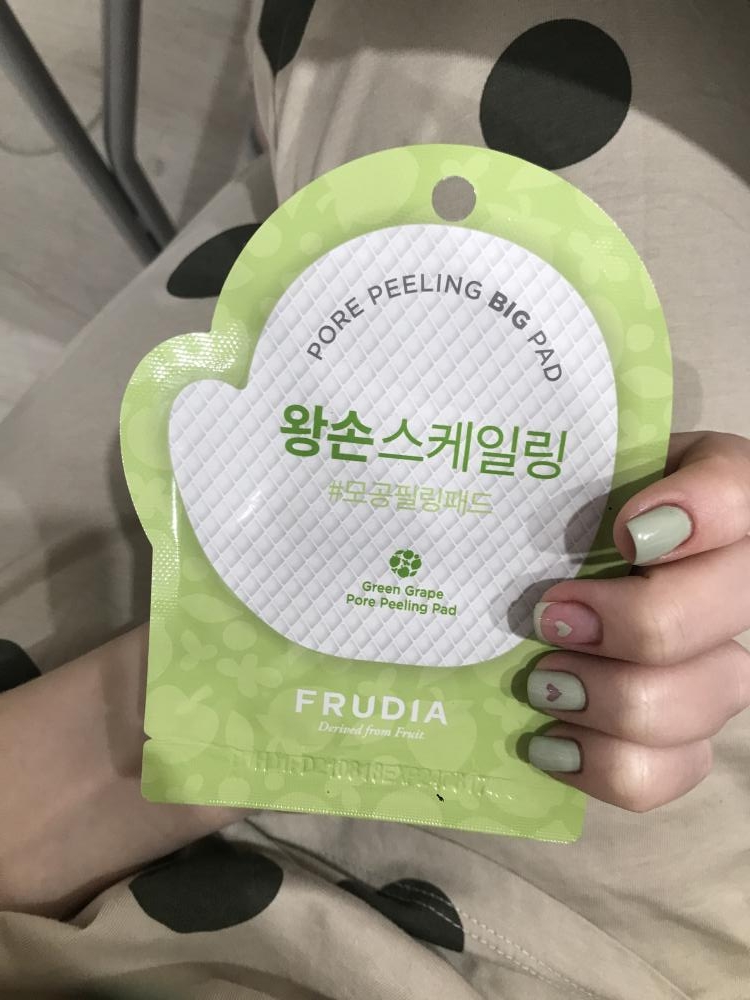 PORE PEELING BIG PAD
왕손스케일링
#모공필링패드
Green Grape
Pore Peeling Pad
FRUDIA
Derived from Fruit